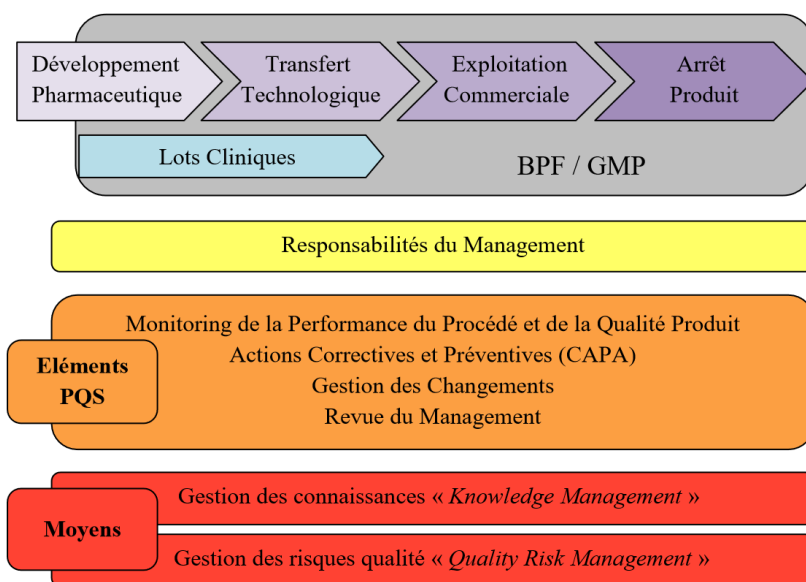 Développement
Pharmaceutique
Transfert
Technologique
Exploitation
Commerciale
Arrêt
Produit
Lots Cliniques
BPF / GMP
Responsabilités du Management
Monitoring de la Performance du Procédé et de la Qualité Produit
Actions Correctives et Préventives (CAPA)
Gestion des Changements
Revue du Management
Eléments
PQS
Gestion des connaissances « Knowledge Management »
Moyens
Gestion des risques qualité « Quality Risk Management »